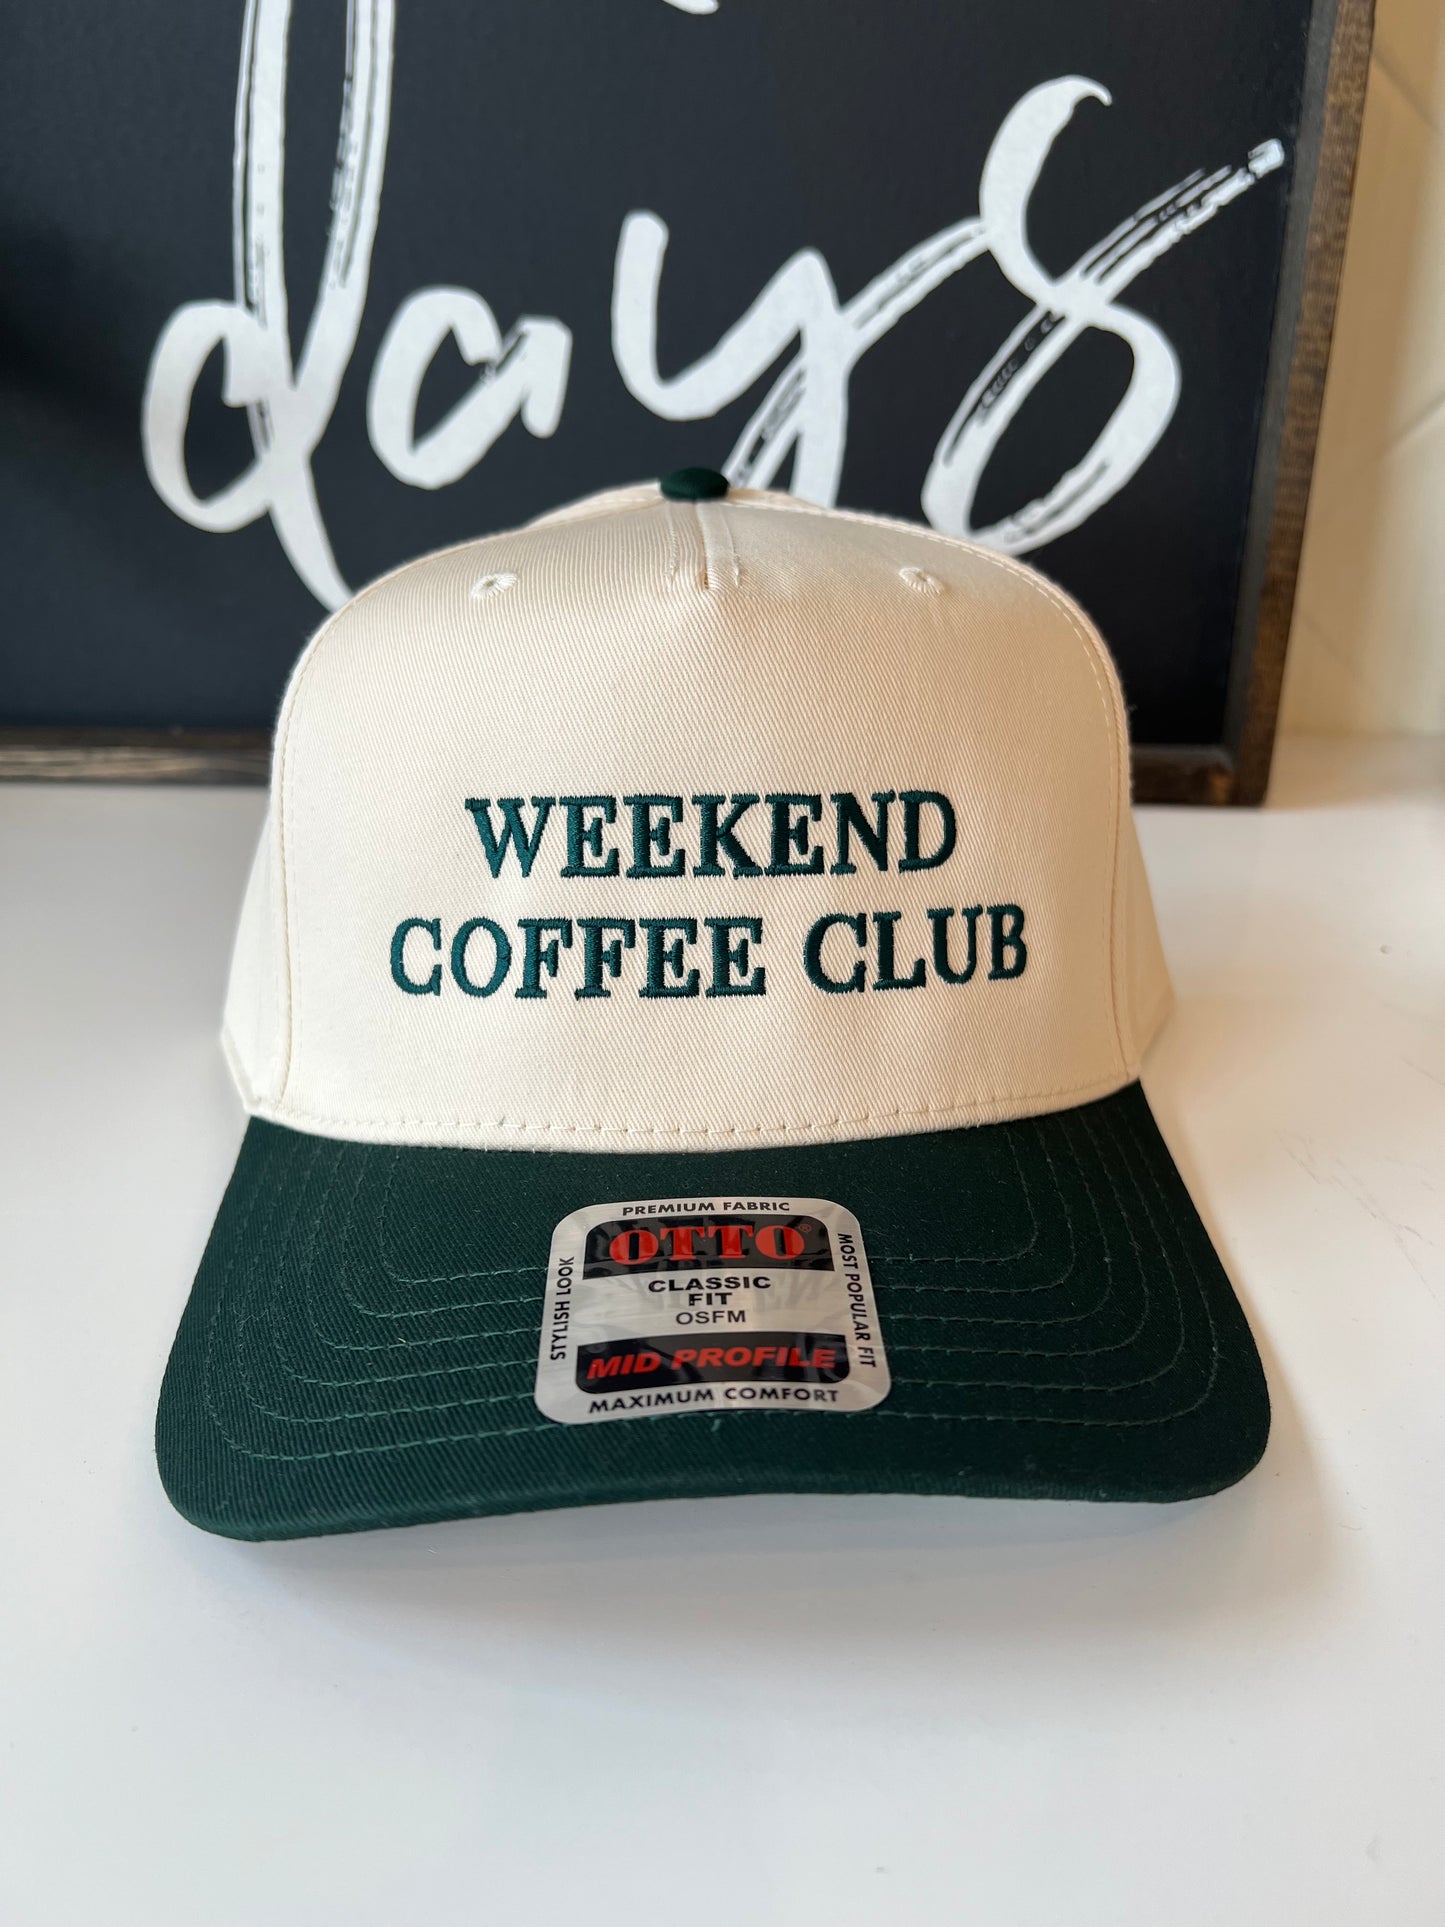 days
WEEKEND
COFFEE CLUB
PREMIUM FABRIC
OTTO®
STYLISH LOOK
CLASSIC
FIT
OSFM
MOST POPULAR FIT
MID PROFILE
MAXIMUM COMFORT